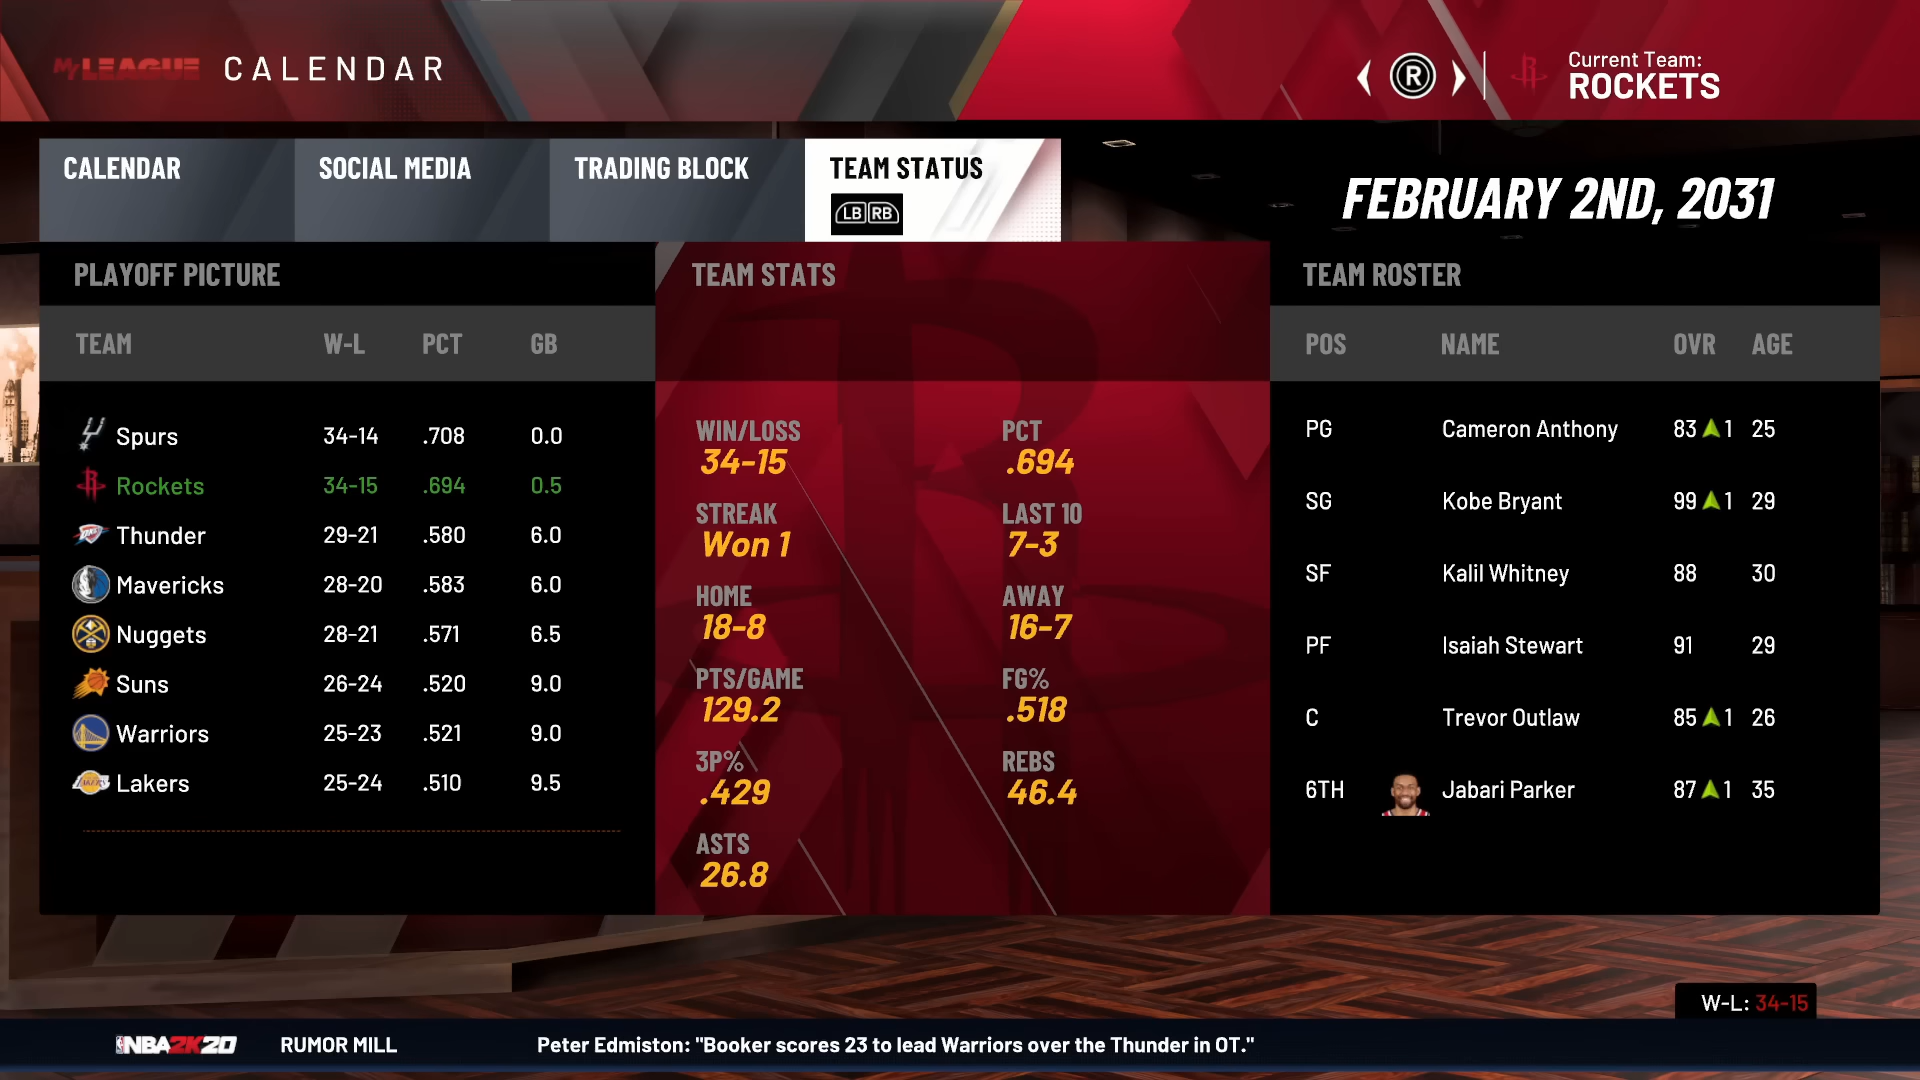 MyLEAGUE CALENDAR
R
Current Team:
ROCKETS
CALENDAR
SOCIAL MEDIA
TRADING BLOCK
TEAM STATUS
LB RB
FEBRUARY 2ND, 2031
PLAYOFF PICTURE
TEAM W-L PCT GB
Spurs 34-14 .708 0.0
Rockets 34-15 .694 0.5
Thunder 29-21 .580 6.0
Mavericks 28-20 .583 6.0
Nuggets 28-21 .571 6.5
Suns 26-24 .520 9.0
Warriors 25-23 .521 9.0
Lakers 25-24 .510 9.5
TEAM STATS
WIN/LOSS PCT
34-15 .694
STREAK LAST 10
Won 1 7-3
HOME AWAY
18-8 16-7
PTS/GAME FG%
129.2 .518
3P% REBS
.429 46.4
ASTS
26.8
TEAM ROSTER
POS NAME OVR AGE
PG Cameron Anthony 83 1 25
SG Kobe Bryant 99 1 29
SF Kalil Whitney 88 30
PF Isaiah Stewart 91 29
C Trevor Outlaw 85 1 26
6TH Jabari Parker 87 1 35
W-L: 34-15
NBA2K20 RUMOR MILL Peter Edmiston: "Booker scores 23 to lead Warriors over the Thunder in OT."